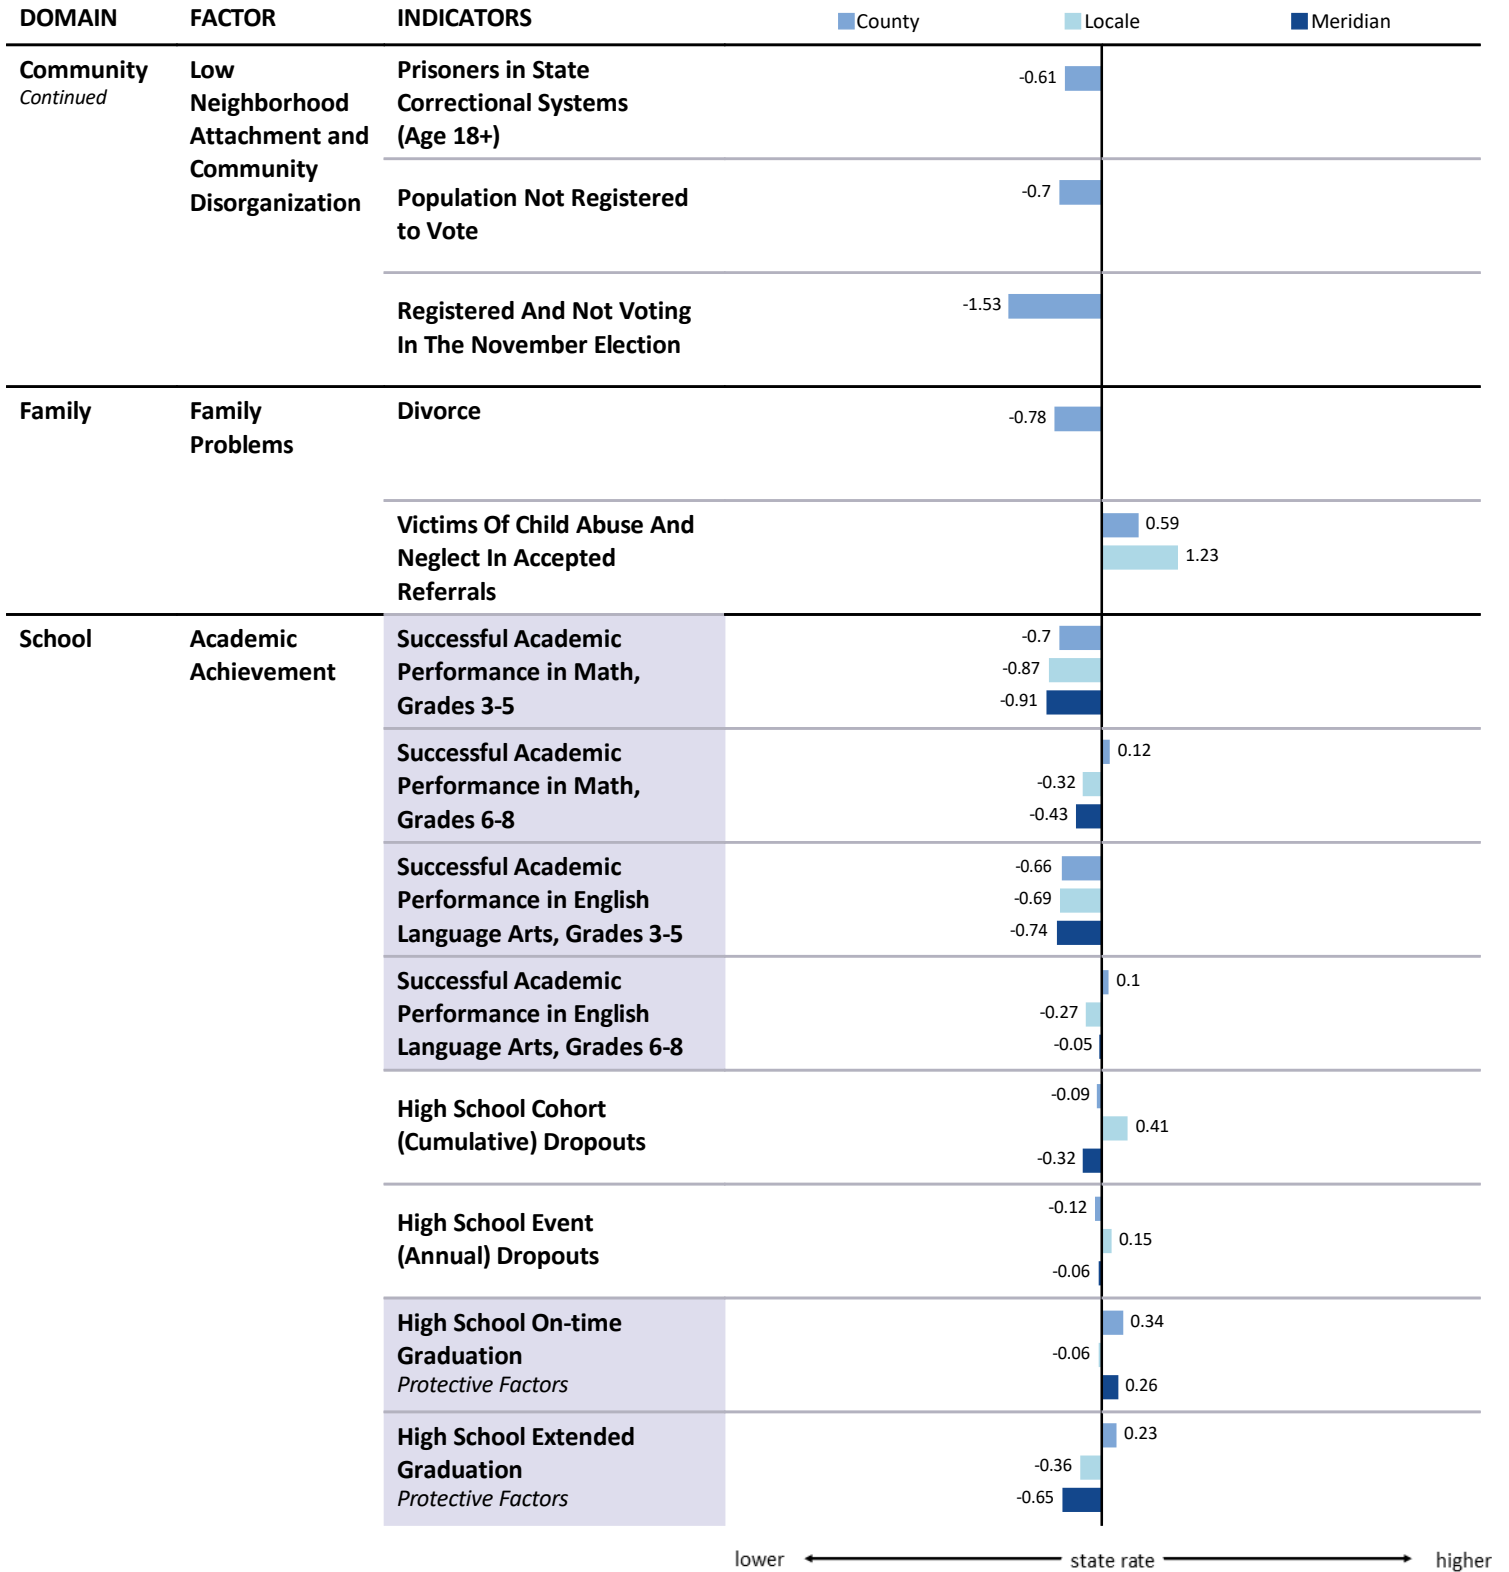 DOMAIN FACTOR INDICATORS County Locale Meridian
Community
Continued
Low
Neighborhood
Attachment and
Community
Disorganization
Prisoners in State
Correctional Systems
(Age 18+)
-0.61
Population Not Registered
to Vote
-0.7
Registered And Not Voting
In The November Election
-1.53
Family
Family
Problems
Divorce
-0.78
Victims Of Child Abuse And
Neglect In Accepted
Referrals
0.59
1.23
School
Academic
Achievement
Successful Academic
Performance in Math,
Grades 3-5
-0.7
-0.87
-0.91
Successful Academic
Performance in Math,
Grades 6-8
0.12
-0.32
-0.43
Successful Academic
Performance in English
Language Arts, Grades 3-5
-0.66
-0.69
-0.74
Successful Academic
Performance in English
Language Arts, Grades 6-8
0.1
-0.27
-0.05
High School Cohort
(Cumulative) Dropouts
-0.09
0.41
-0.32
High School Event
(Annual) Dropouts
-0.12
0.15
-0.06
High School On-time
Graduation
Protective Factors
0.34
-0.06
0.26
High School Extended
Graduation
Protective Factors
0.23
-0.36
-0.65
lower state rate higher